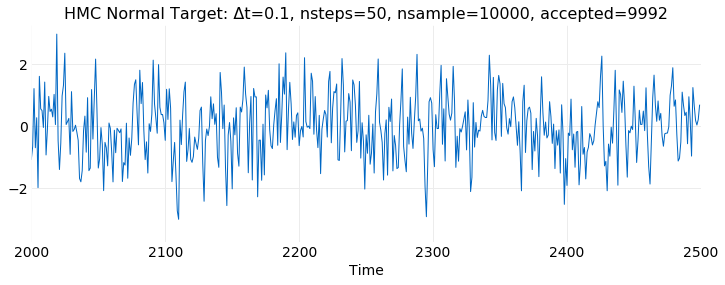 HMC Normal Target: Δt=0.1, nsteps=50, nsample=10000, accepted=9992
2
0
−2
2000 2100 2200 2300 2400 2500
Time